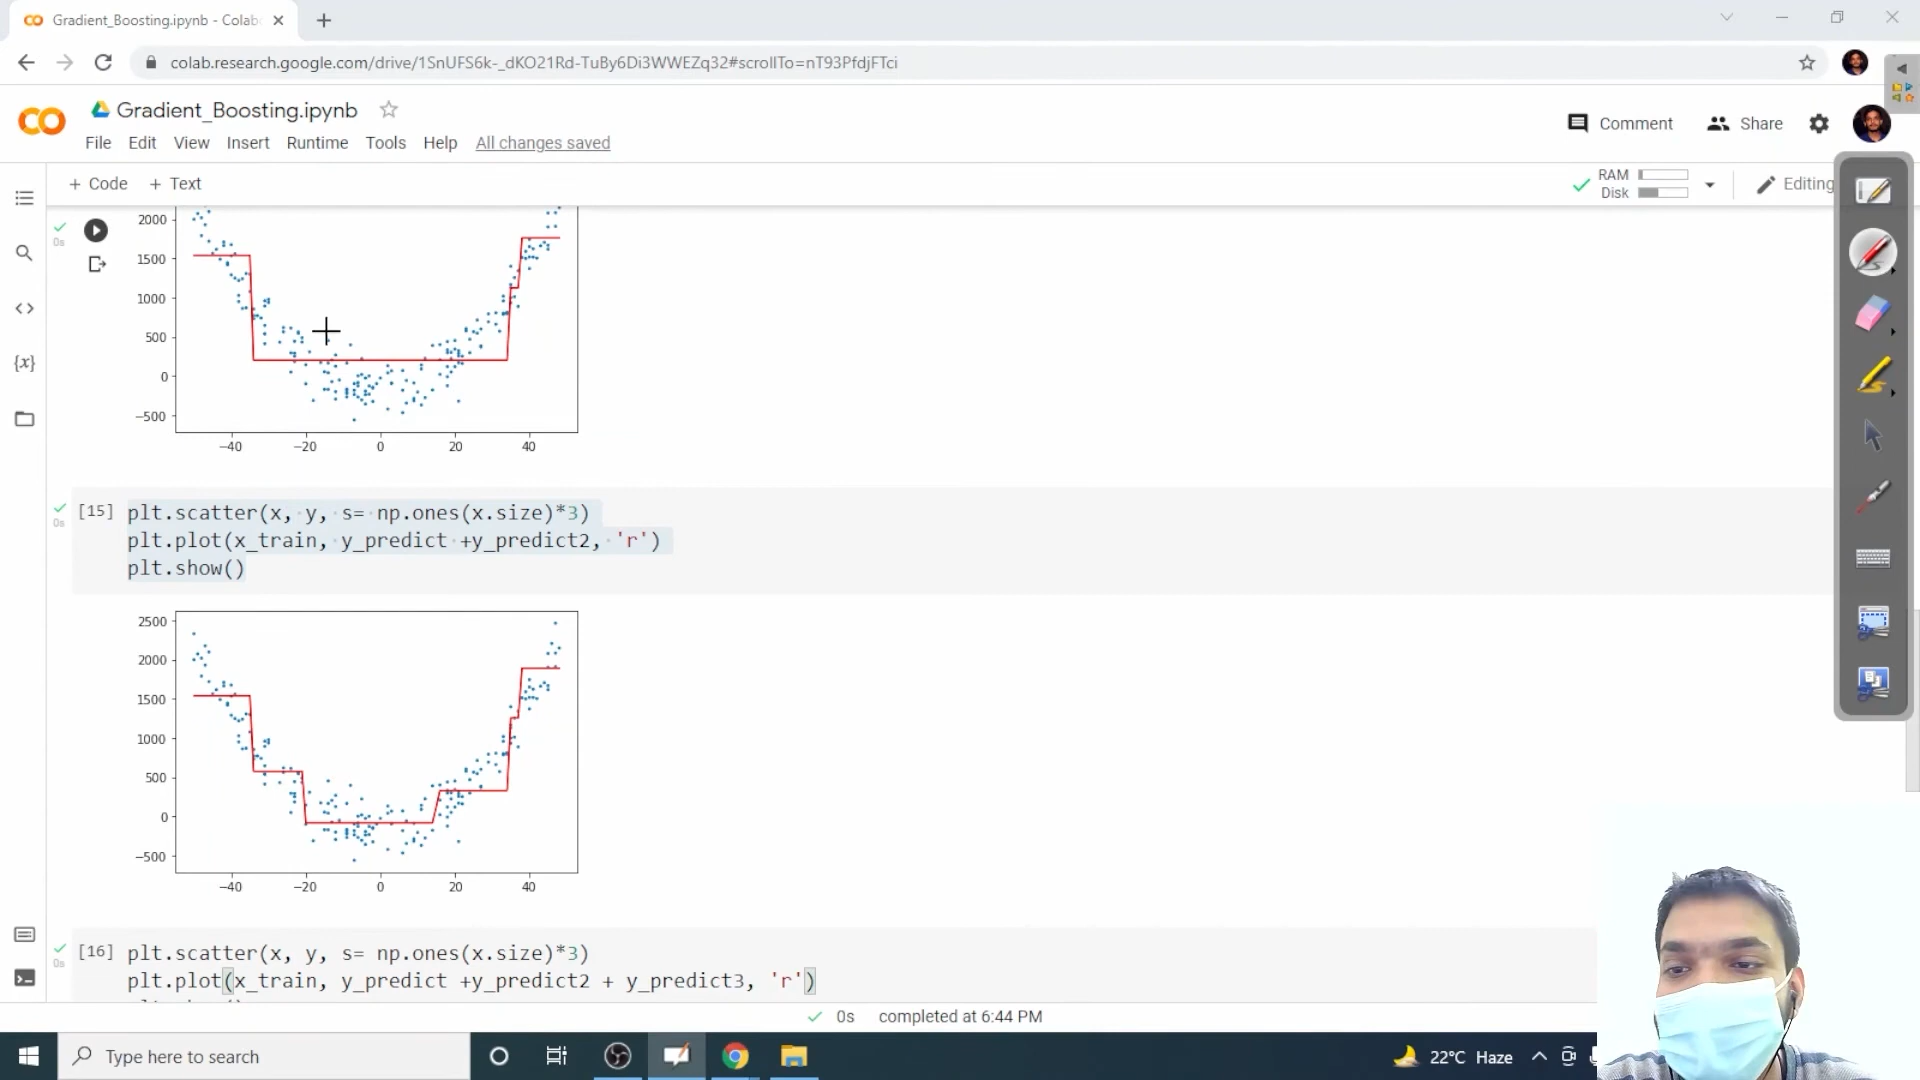 Gradient_Boosting.ipynb - Colab
colab.research.google.com/drive/1SnUFS6k-_dKO21Rd-TuBy6Di3WWEZq32#scrollTo=nT93PfdjFTci
Gradient_Boosting.ipynb
Comment
Share
File Edit View Insert Runtime Tools Help All changes saved
+ Code + Text
RAM
Disk
Editing
0s
2000
1500
1000
500
0
−500
−40 −20 0 20 40
[15] plt.scatter(x, y, s= np.ones(x.size)*3)
0s
plt.plot(x_train, y_predict +y_predict2, 'r')
plt.show()
2500
2000
1500
1000
500
0
−500
−40 −20 0 20 40
[16] plt.scatter(x, y, s= np.ones(x.size)*3)
0s
plt.plot(x_train, y_predict +y_predict2 + y_predict3, 'r')
0s completed at 6:44 PM
Type here to search
22°C Haze